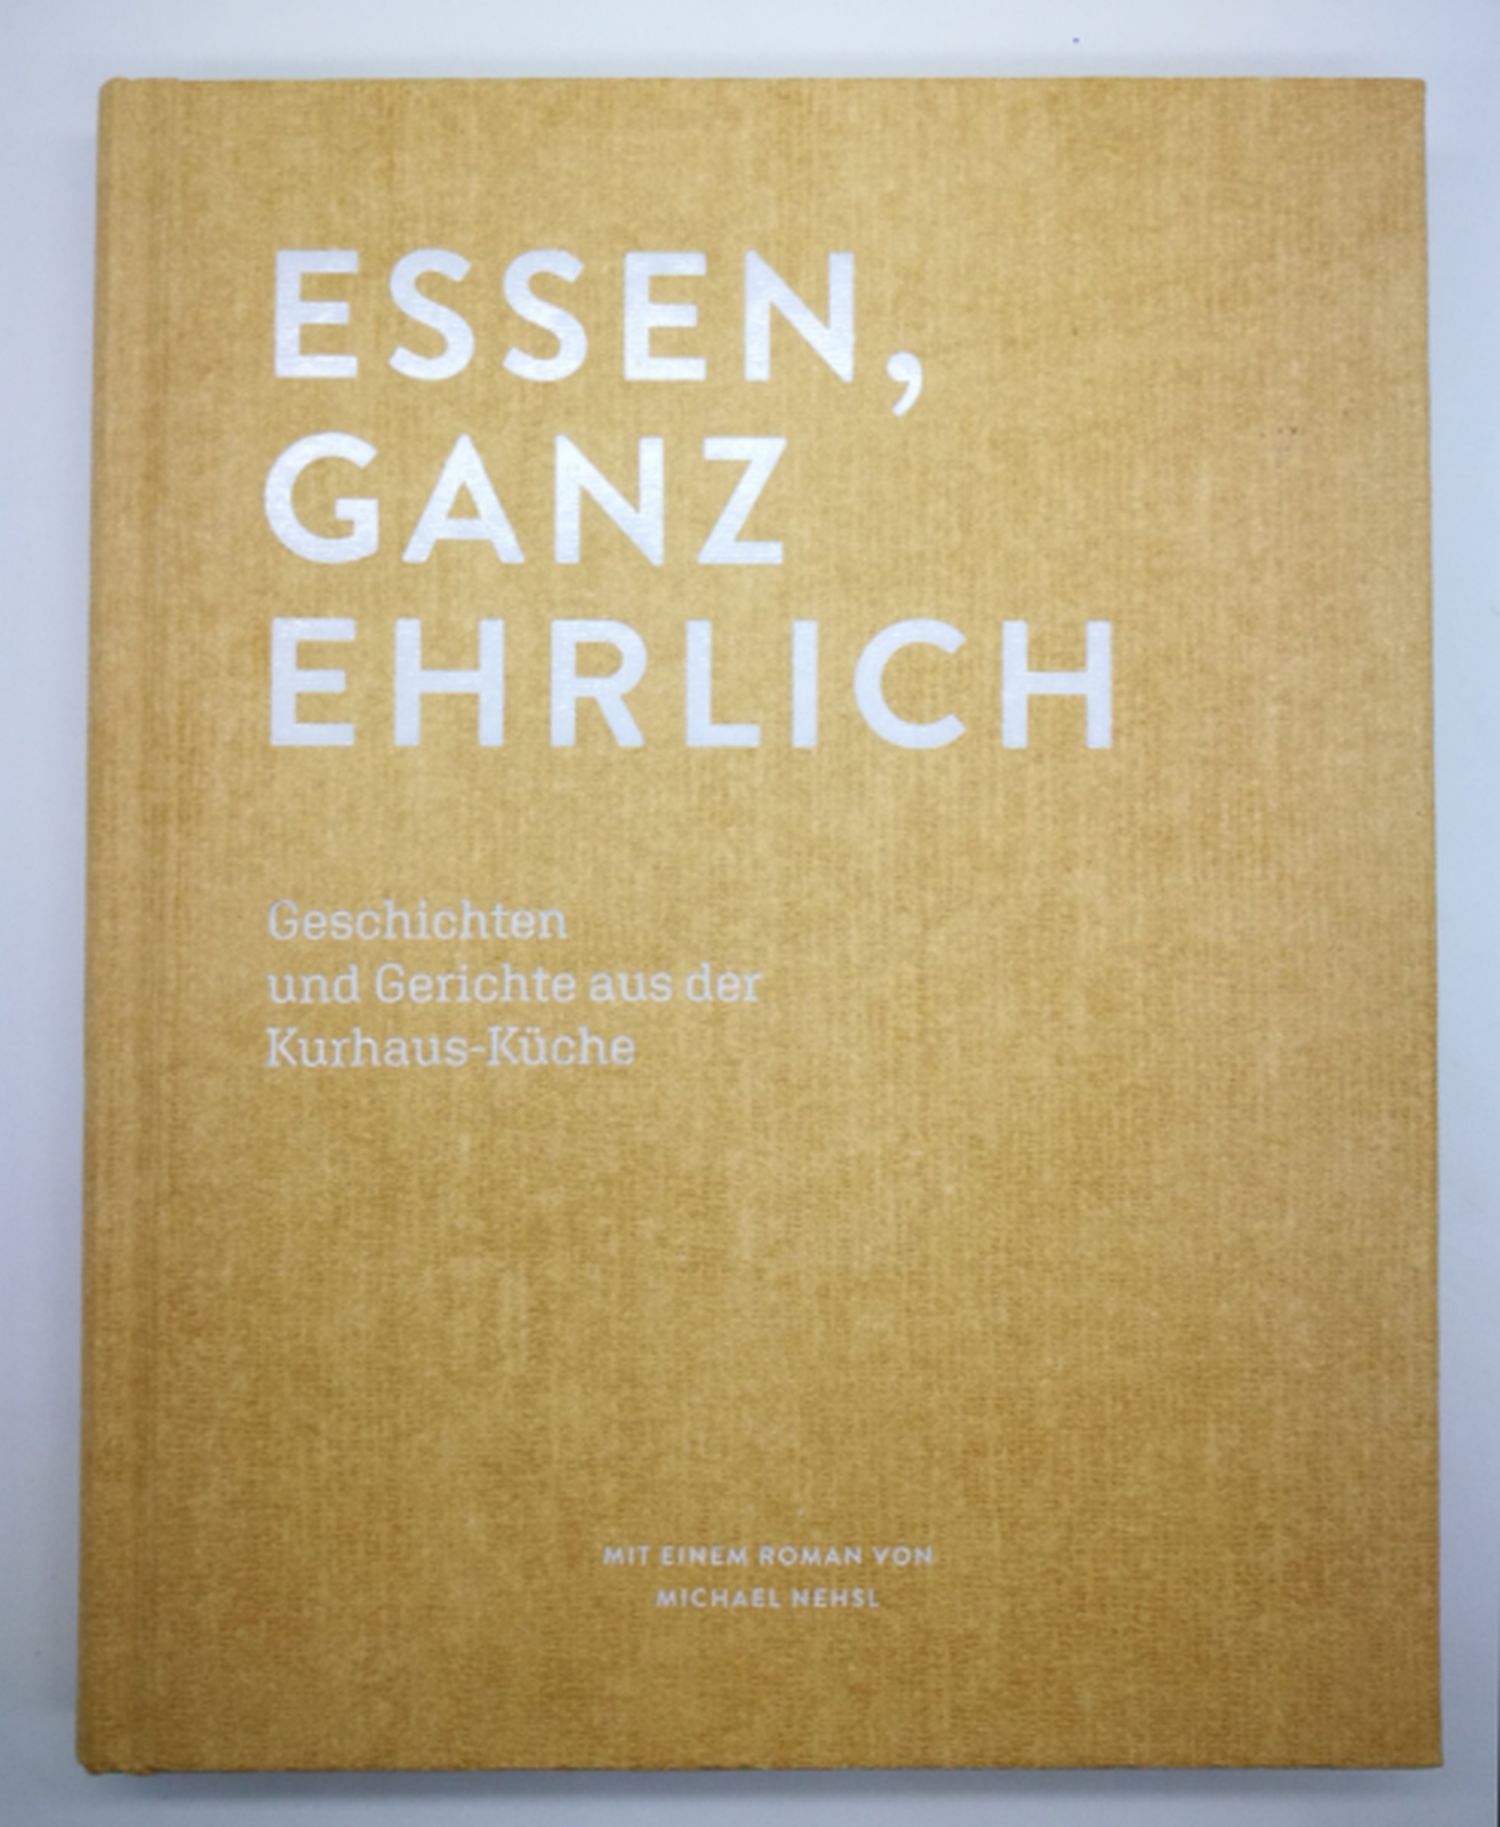 ESSEN,
GANZ
EHRLICH
Geschichten
und Gerichte aus der
Kurhaus-Küche
MIT EINEM ROMAN VON
MICHAEL NEHSL